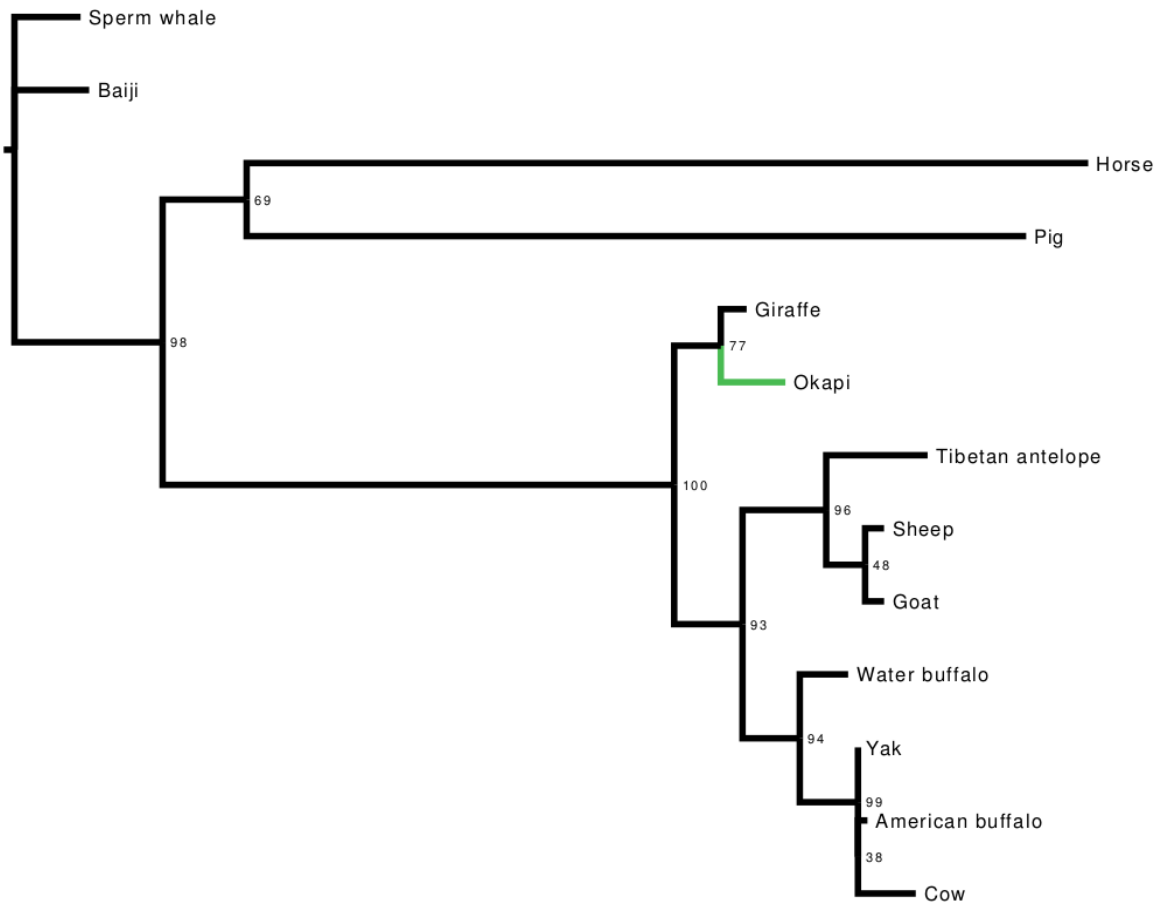 Sperm whale
Baiji
Horse
69
Pig
Giraffe
98
77
Okapi
Tibetan antelope
100
96
Sheep
48
Goat
93
Water buffalo
94
Yak
99
American buffalo
38
Cow